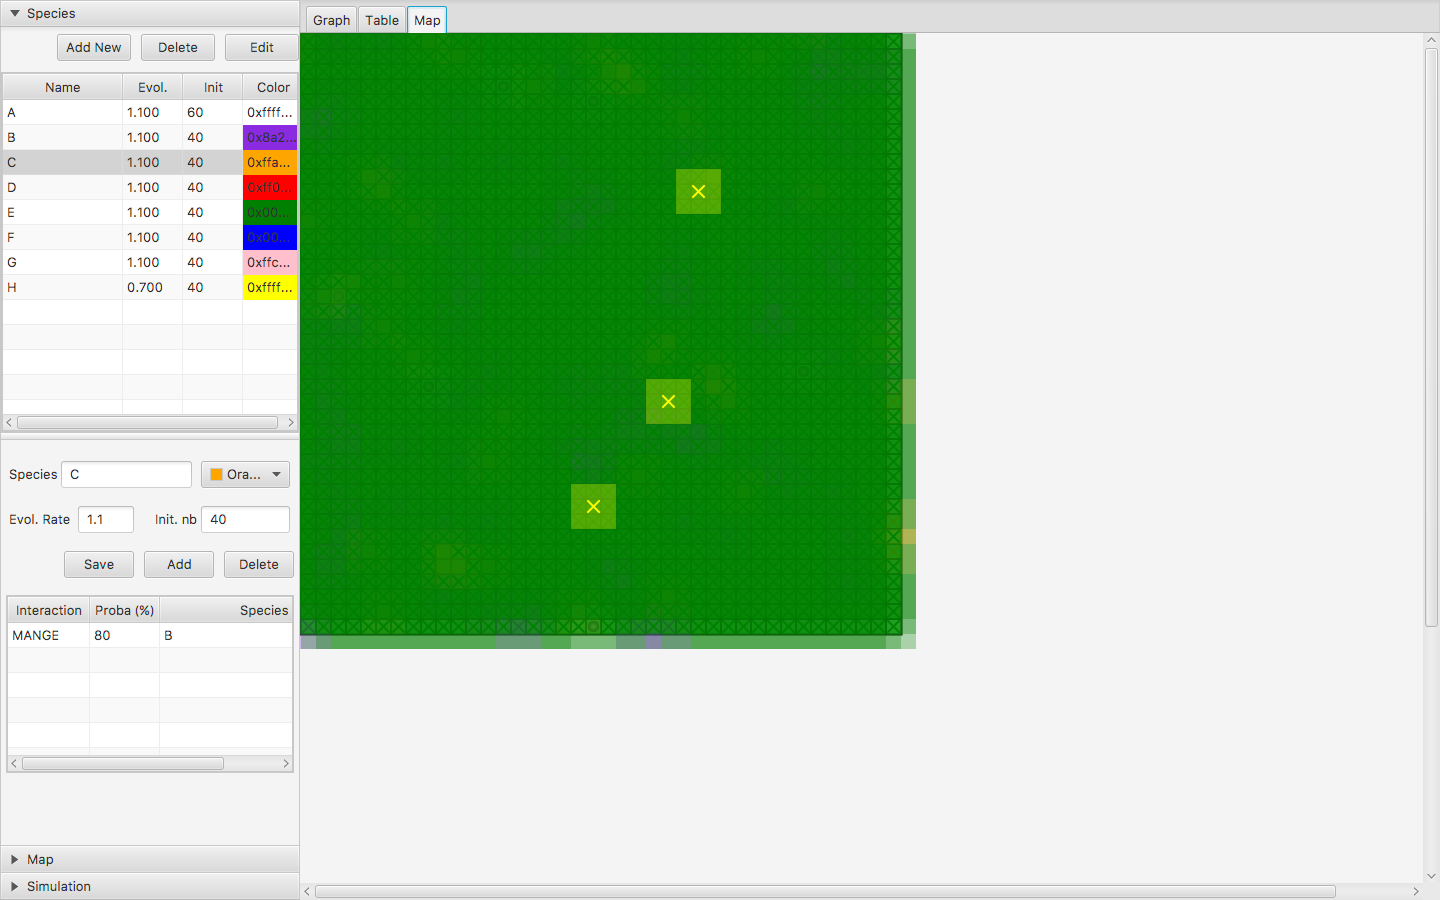 Species
Add New Delete Edit
Name Evol. Init Color
A 1.100 60 0xffff...
B 1.100 40 0x8a2...
C 1.100 40 0xffa...
D 1.100 40 0xff0...
E 1.100 40 0x00...
F 1.100 40 0x00...
G 1.100 40 0xffc...
H 0.700 40 0xffff...
Species C Ora...
Evol. Rate 1.1 Init. nb 40
Save Add Delete
Interaction Proba (%) Species
MANGE 80 B
Map
Simulation
Graph Table Map